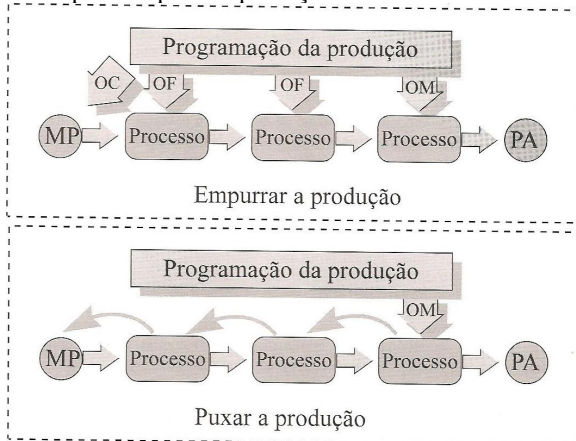 Programação da produção
OC OF OF OM
MP Processo Processo Processo PA
Empurrar a produção
Programação da produção
OM
MP Processo Processo Processo PA
Puxar a produção